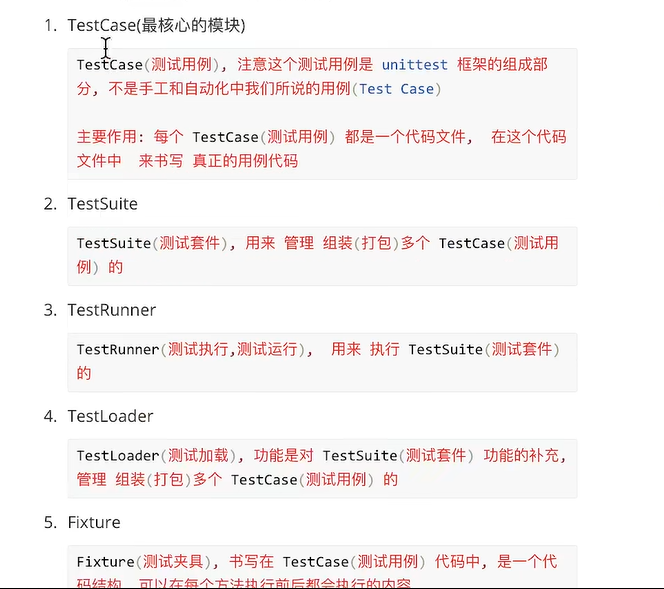 1. TestCase(最核心的模块)
TestCase(测试用例), 注意这个测试用例是 unittest 框架的组成部
分, 不是手工和自动化中我们所说的用例(Test Case)
主要作用: 每个 TestCase(测试用例) 都是一个代码文件, 在这个代码
文件中 来书写 真正的用例代码
2. TestSuite
TestSuite(测试套件), 用来 管理 组装(打包)多个 TestCase(测试用
例) 的
3. TestRunner
TestRunner(测试执行,测试运行), 用来 执行 TestSuite(测试套件)
的
4. TestLoader
TestLoader(测试加载), 功能是对 TestSuite(测试套件) 功能的补充,
管理 组装(打包)多个 TestCase(测试用例) 的
5. Fixture
Fixture(测试夹具), 书写在 TestCase(测试用例) 代码中, 是一个代
码结构, 可以在每个方法执行前后都会执行的内容